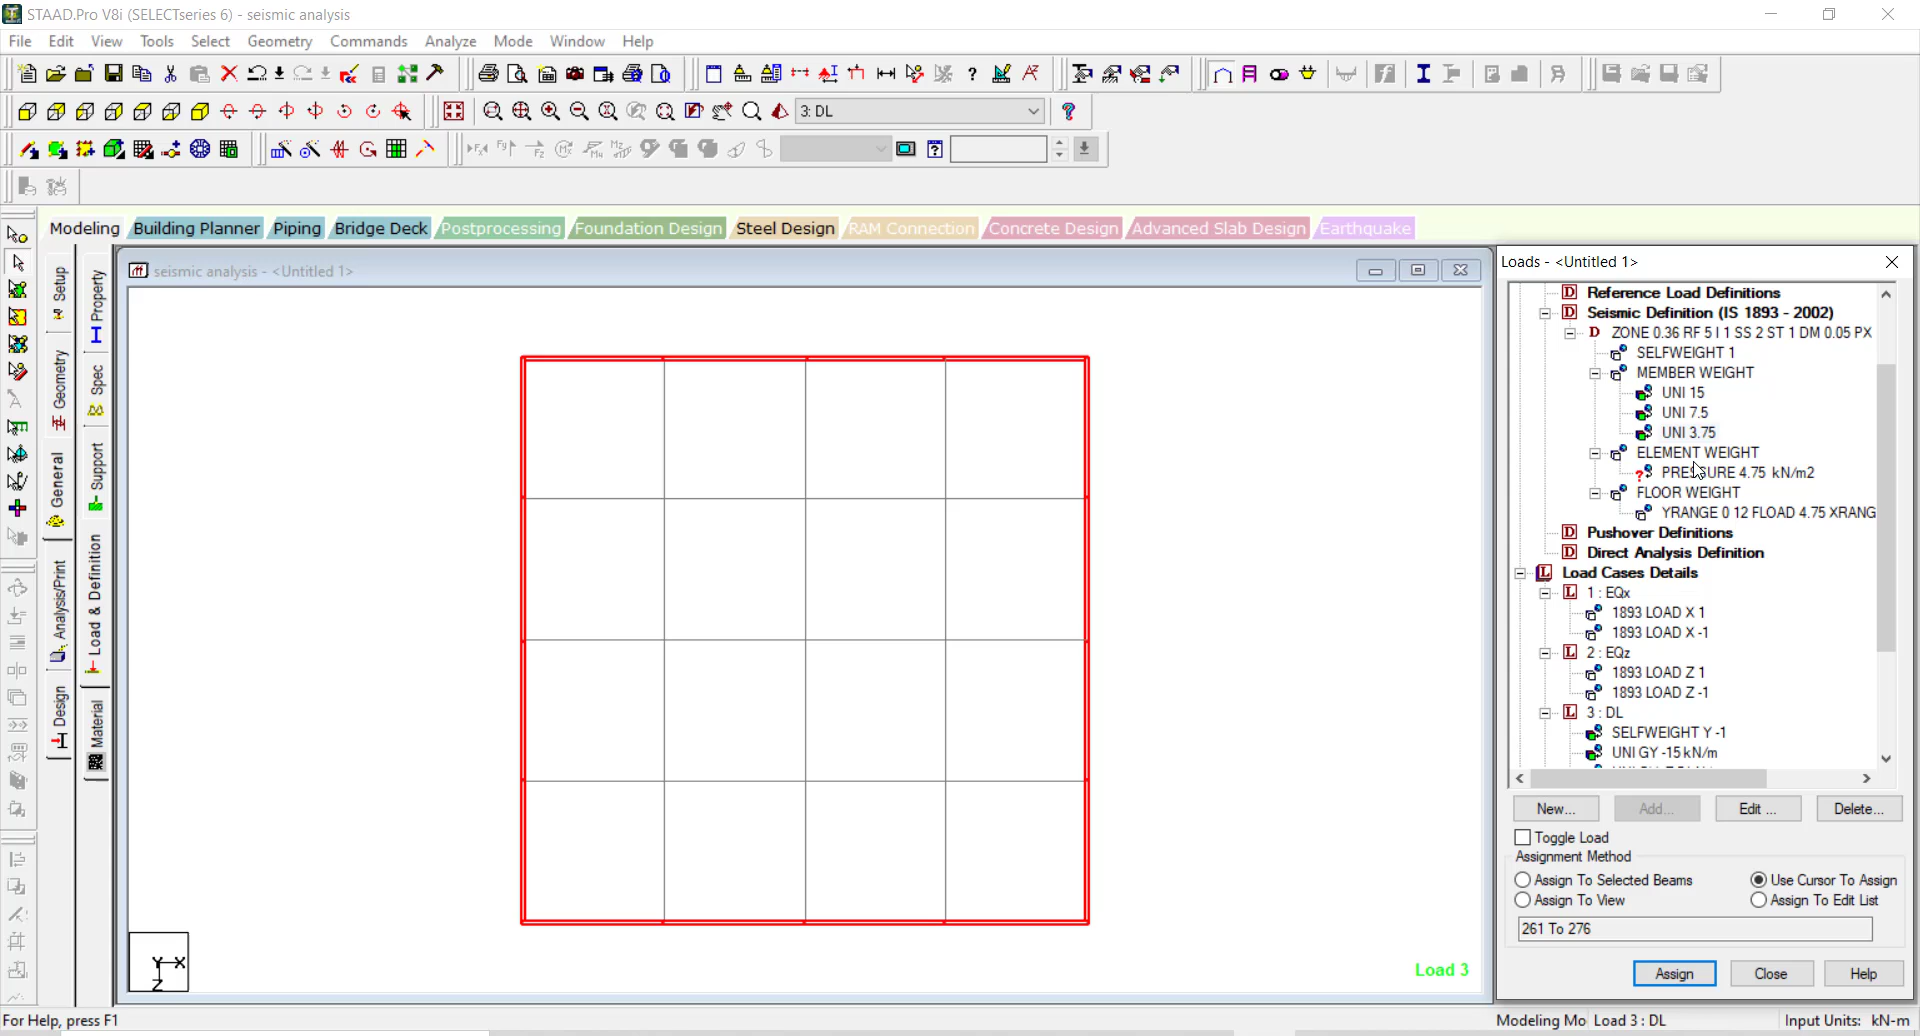 STAAD.Pro V8i (SELECTseries 6) - seismic analysis
File Edit View Tools Select Geometry Commands Analyze Mode Window Help
3: DL
Modeling Building Planner Piping Bridge Deck Postprocessing Foundation Design Steel Design RAM Connection Concrete Design Advanced Slab Design Earthquake
Setup
Geometry
General
Analysis/Print
Design
Property
Spec
Support
Load & Definition
Material
seismic analysis - <Untitled 1>
Y X
Z
Load 3
Loads - <Untitled 1>
Reference Load Definitions
Seismic Definition (IS 1893 - 2002)
ZONE 0.36 RF 5 I 1 SS 2 ST 1 DM 0.05 PX
SELFWEIGHT 1
MEMBER WEIGHT
UNI 15
UNI 7.5
UNI 3.75
ELEMENT WEIGHT
PRESSURE 4.75 kN/m2
FLOOR WEIGHT
YRANGE 0 12 FLOAD 4.75 XRANG
Pushover Definitions
Direct Analysis Definition
Load Cases Details
1 : EQx
1893 LOAD X 1
1893 LOAD X -1
2 : EQz
1893 LOAD Z 1
1893 LOAD Z -1
3 : DL
SELFWEIGHT Y -1
UNI GY -15 kN/m
New... Add... Edit ... Delete...
Toggle Load
Assignment Method
Assign To Selected Beams Use Cursor To Assign
Assign To View Assign To Edit List
261 To 276
Assign Close Help
For Help, press F1
Modeling Mo Load 3 : DL Input Units: kN-m